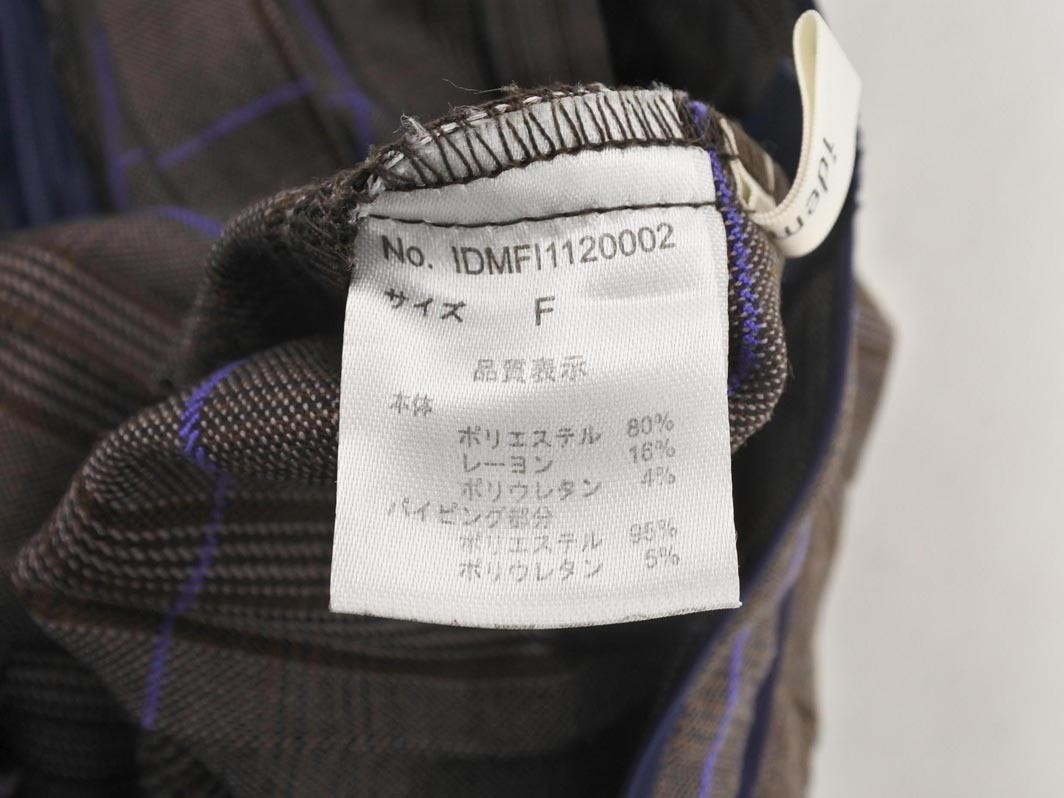 No. IDMFI1120002
サイズ F
品質表示
本体
ポリエステル 80%
レーヨン 16%
ポリウレタン 4%
パイピング部分
ポリエステル 95%
ポリウレタン 5%
iden